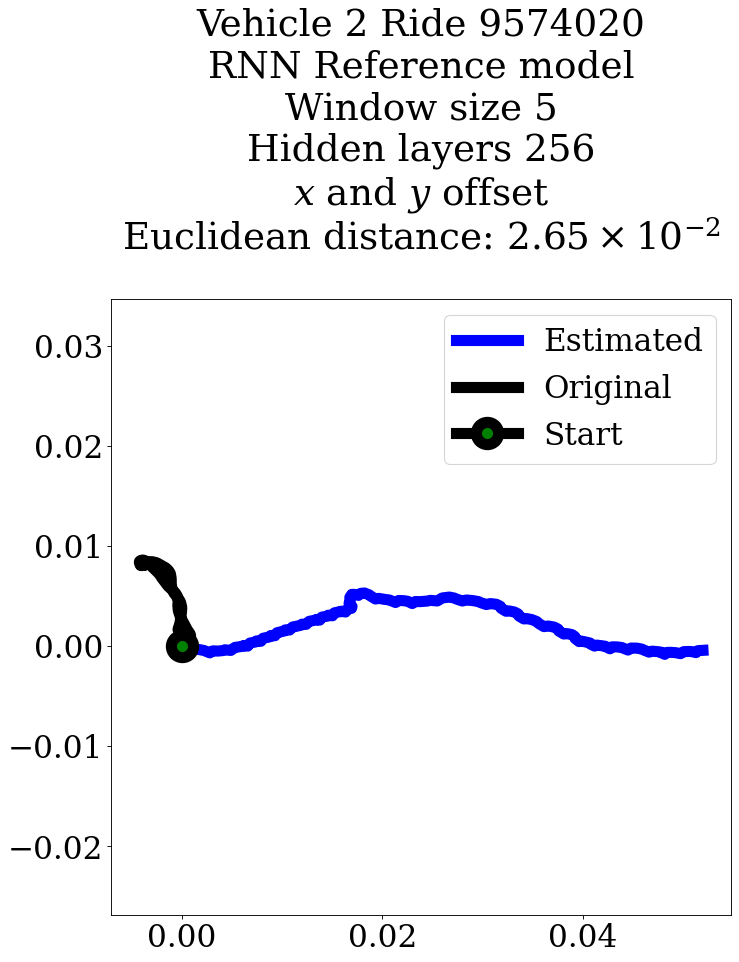 Vehicle 2 Ride 9574020
RNN Reference model
Window size 5
Hidden layers 256
x and y offset
Euclidean distance: 2.65 × 10⁻²
Estimated
Original
Start
0.03
0.02
0.01
0.00
−0.01
−0.02
0.00 0.02 0.04